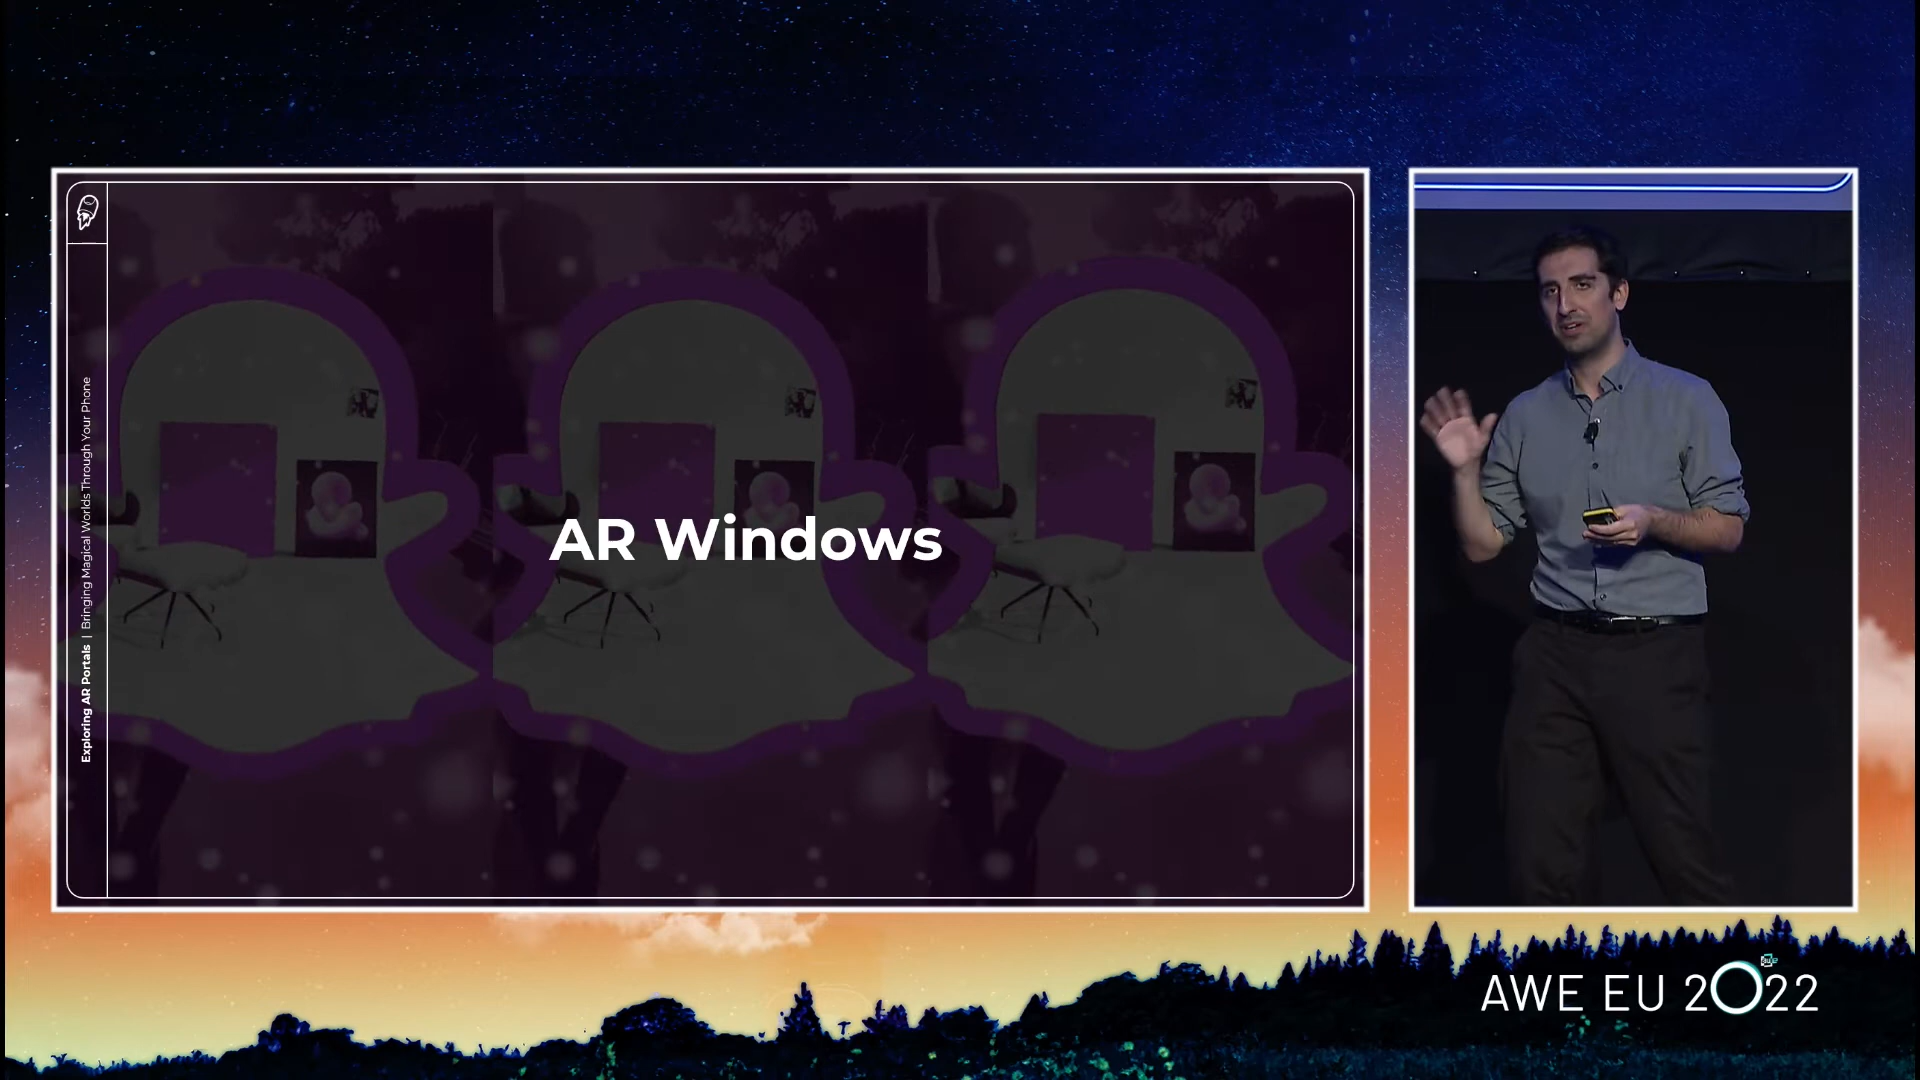 Exploring AR Portals | Bringing Magical Worlds Through Your Phone
AR Windows
AWE EU 2022